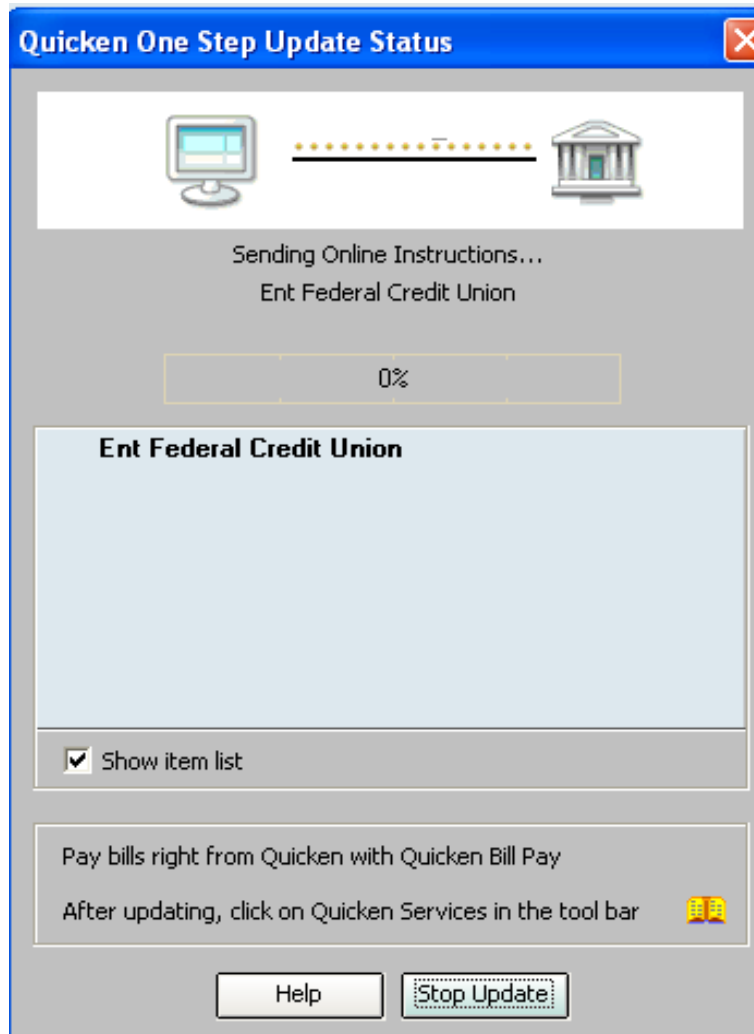 Quicken One Step Update Status
Sending Online Instructions...
Ent Federal Credit Union
0%
Ent Federal Credit Union
Show item list
Pay bills right from Quicken with Quicken Bill Pay
After updating, click on Quicken Services in the tool bar
Help
Stop Update